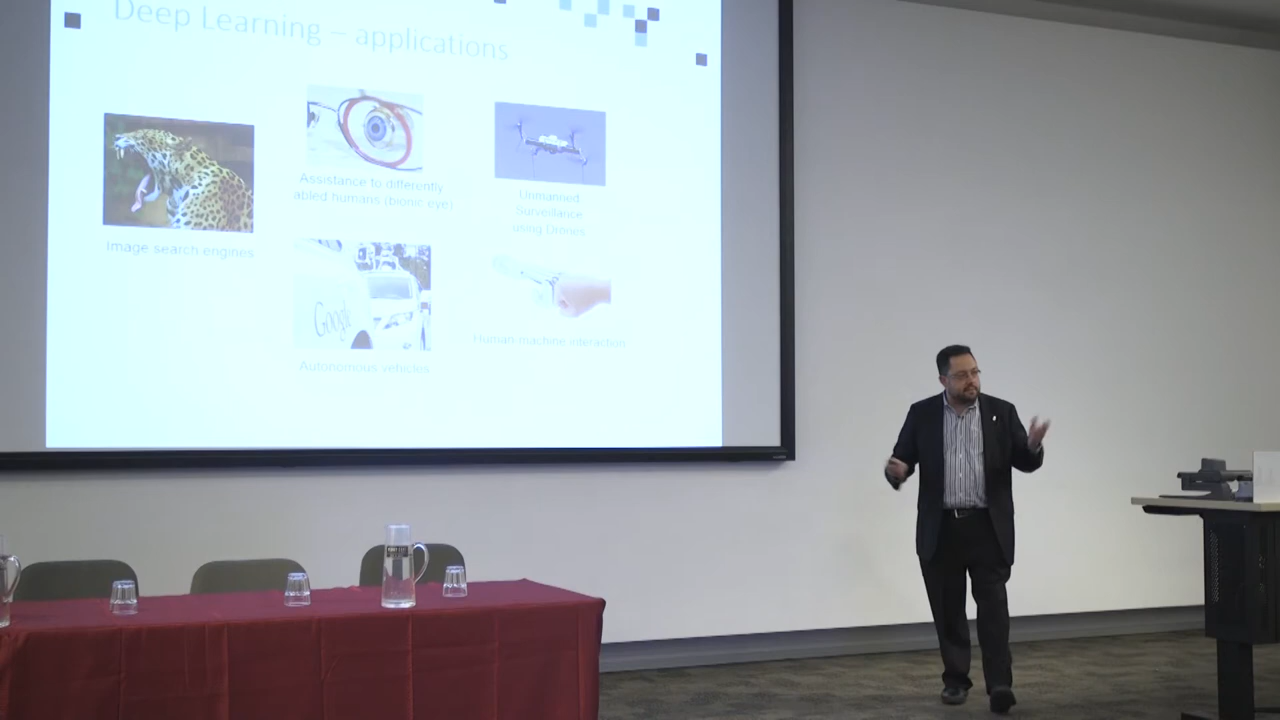 Deep Learning – applications
Image search engines
Assistance to differently
abled humans (bionic eye)
Unmanned
Surveillance
using Drones
Google
Autonomous vehicles
Human machine interaction